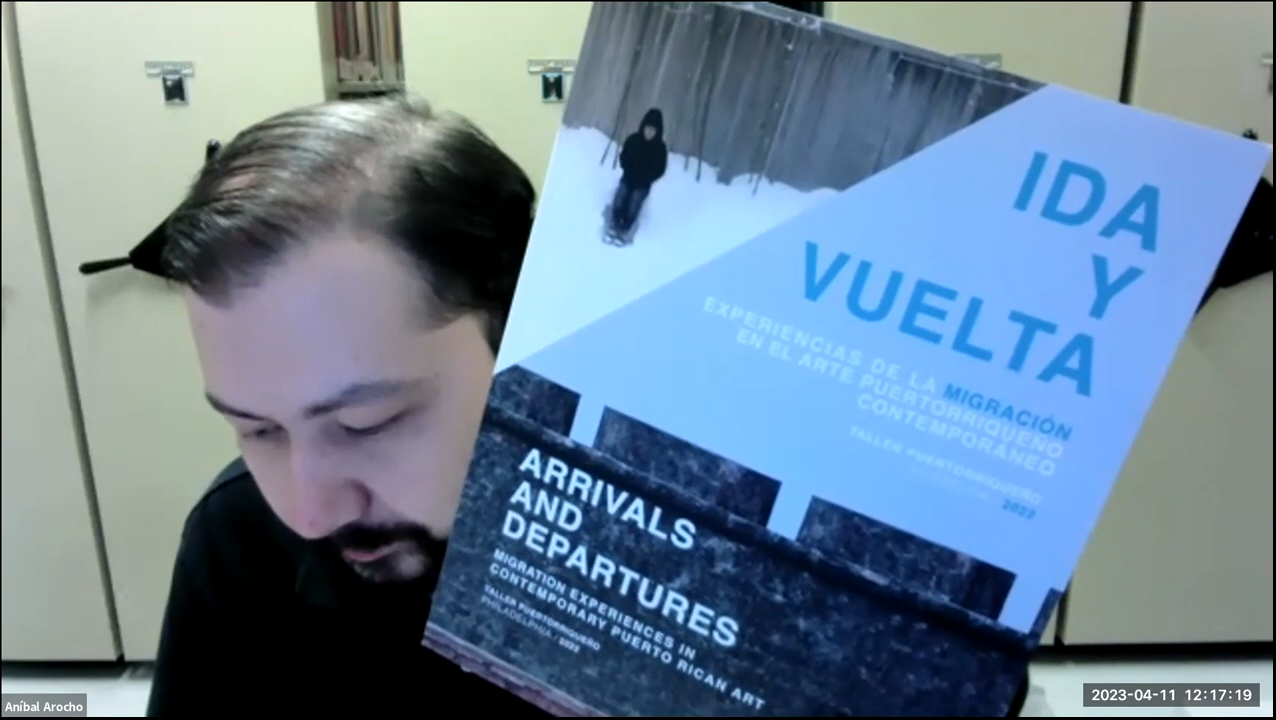 IDA
Y
VUELTA
EXPERIENCIAS DE LA MIGRACIÓN
EN EL ARTE PUERTORRIQUEÑO
CONTEMPORÁNEO
TALLER PUERTORRIQUEÑO
2022
ARRIVALS
AND
DEPARTURES
MIGRATION EXPERIENCES IN
CONTEMPORARY PUERTO RICAN ART
TALLER PUERTORRIQUEÑO
PHILADELPHIA / 2022
Aníbal Arocho
2023-04-11 12:17:19